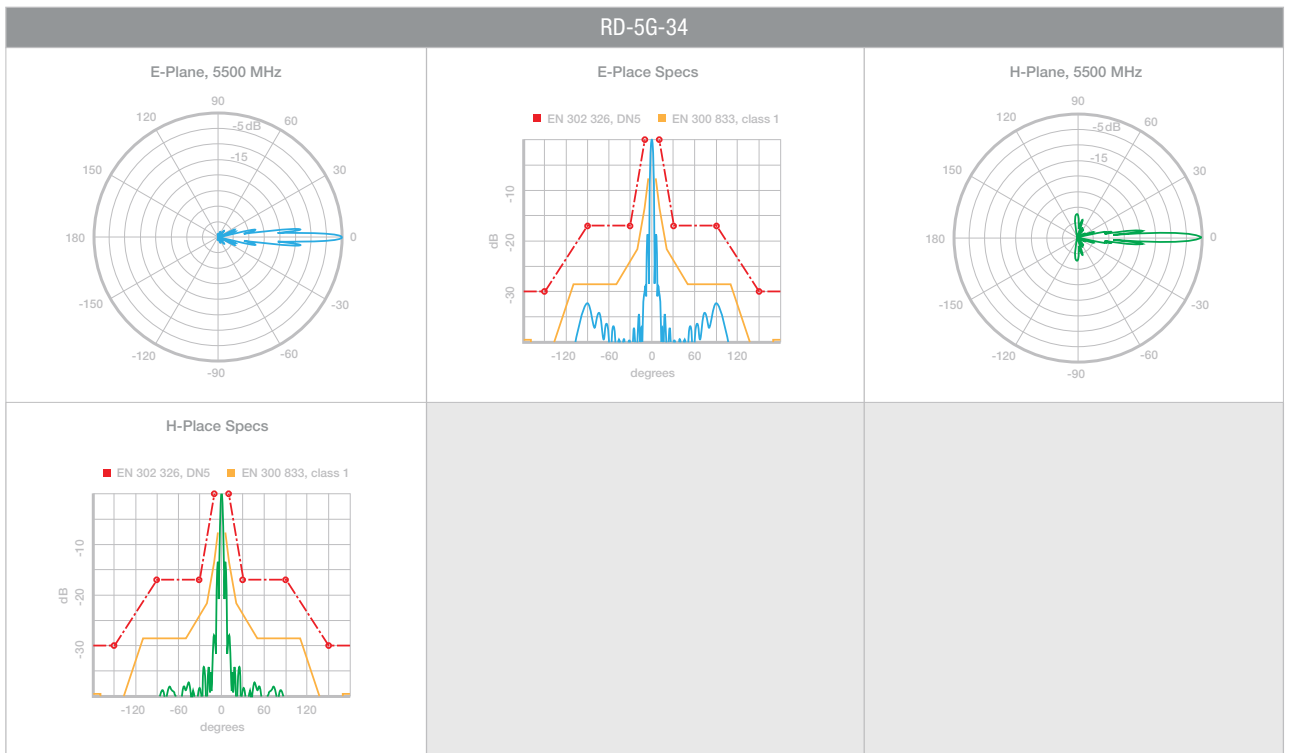 RD-5G-34
E-Plane, 5500 MHz
90
120
60
-5dB
-15
150
30
180
0
-150
-30
-120
-60
-90
E-Place Specs
EN 302 326, DN5 EN 300 833, class 1
-10
-20
-30
dB
-120 -60 0 60 120
degrees
H-Plane, 5500 MHz
90
120
60
-5dB
-15
150
30
180
0
-150
-30
-120
-60
-90
H-Place Specs
EN 302 326, DN5 EN 300 833, class 1
-10
-20
-30
dB
-120 -60 0 60 120
degrees